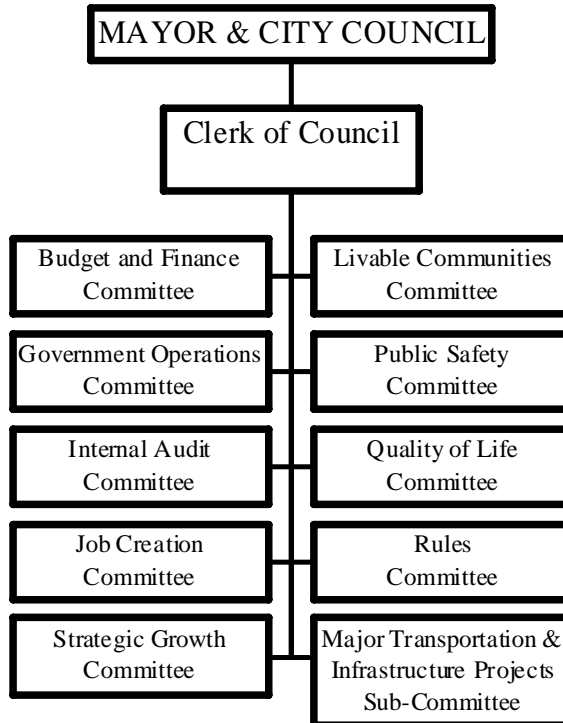 MAYOR & CITY COUNCIL
Clerk of Council
Budget and Finance
Committee
Livable Communities
Committee
Government Operations
Committee
Public Safety
Committee
Internal Audit
Committee
Quality of Life
Committee
Job Creation
Committee
Rules
Committee
Strategic Growth
Committee
Major Transportation &
Infrastructure Projects
Sub-Committee